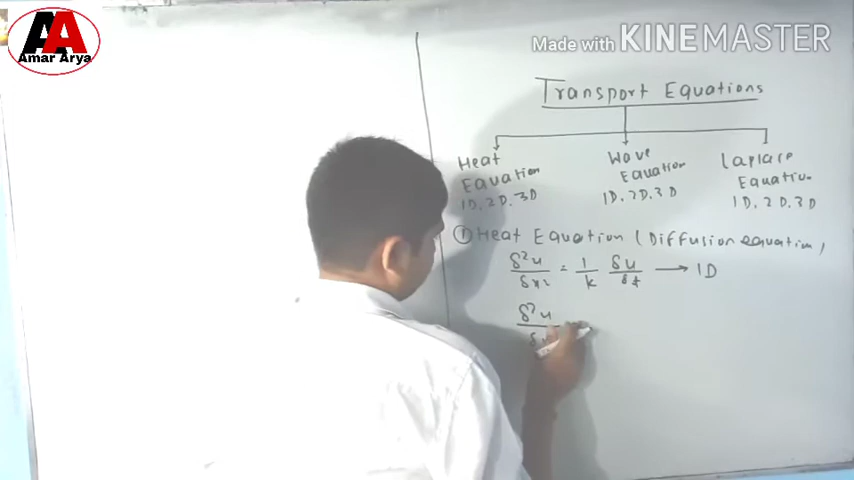 AA
Amar Arya
Made with KINEMASTER
Transport Equations
Heat Equation 1D, 2D, 3D
Wave Equation 1D, 2D, 3D
Laplace Equation 1D, 2D, 3D
① Heat Equation (Diffusion equation)
δ²u/δx² = 1/k δu/δt → 1D
δ²u